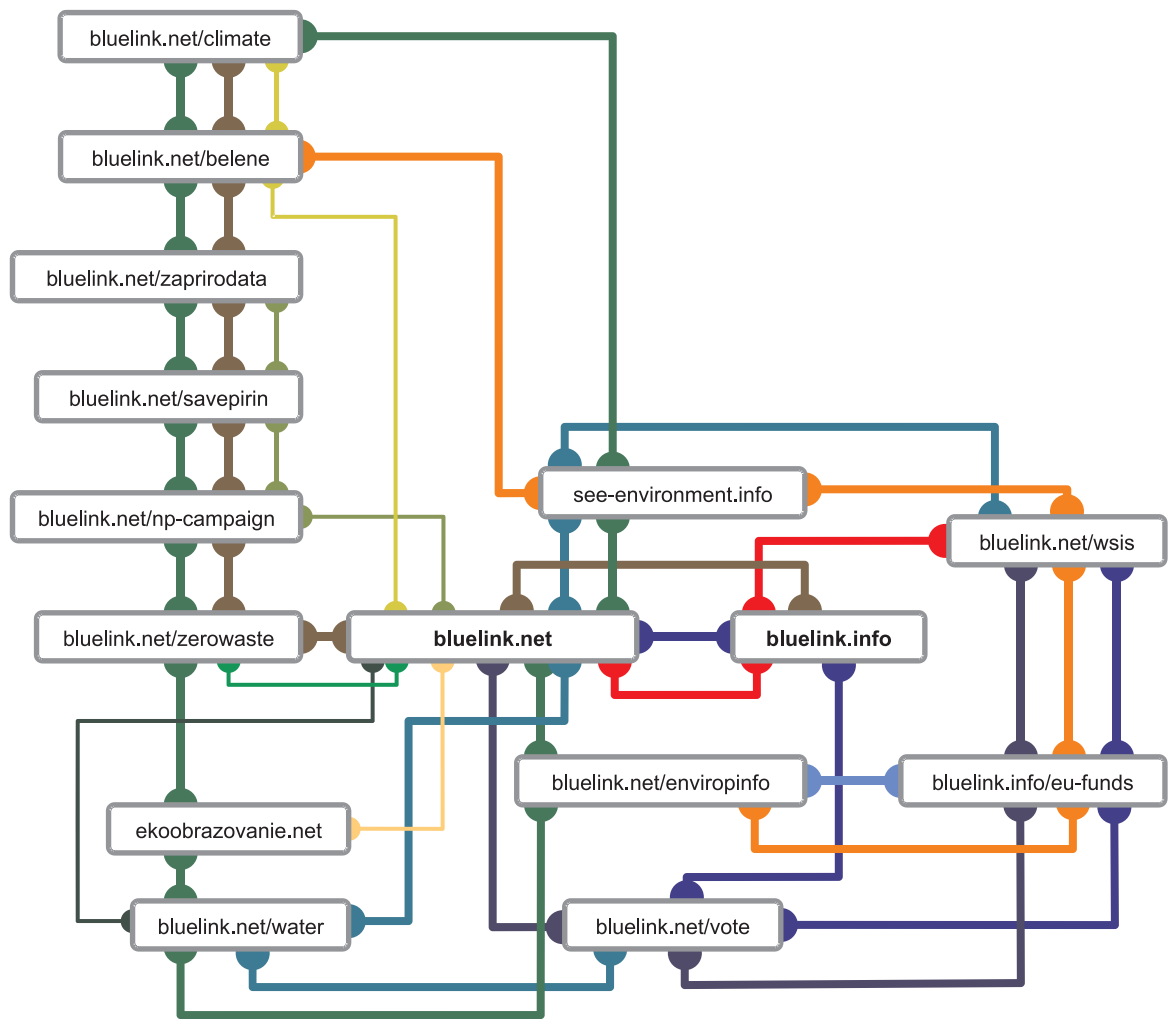 bluelink.net/climate
bluelink.net/belene
bluelink.net/zaprirodata
bluelink.net/savepirin
see-environment.info
bluelink.net/np-campaign
bluelink.net/wsis
bluelink.net/zerowaste
bluelink.net
bluelink.info
bluelink.net/enviropinfo
bluelink.info/eu-funds
ekoobrazovanie.net
bluelink.net/water
bluelink.net/vote